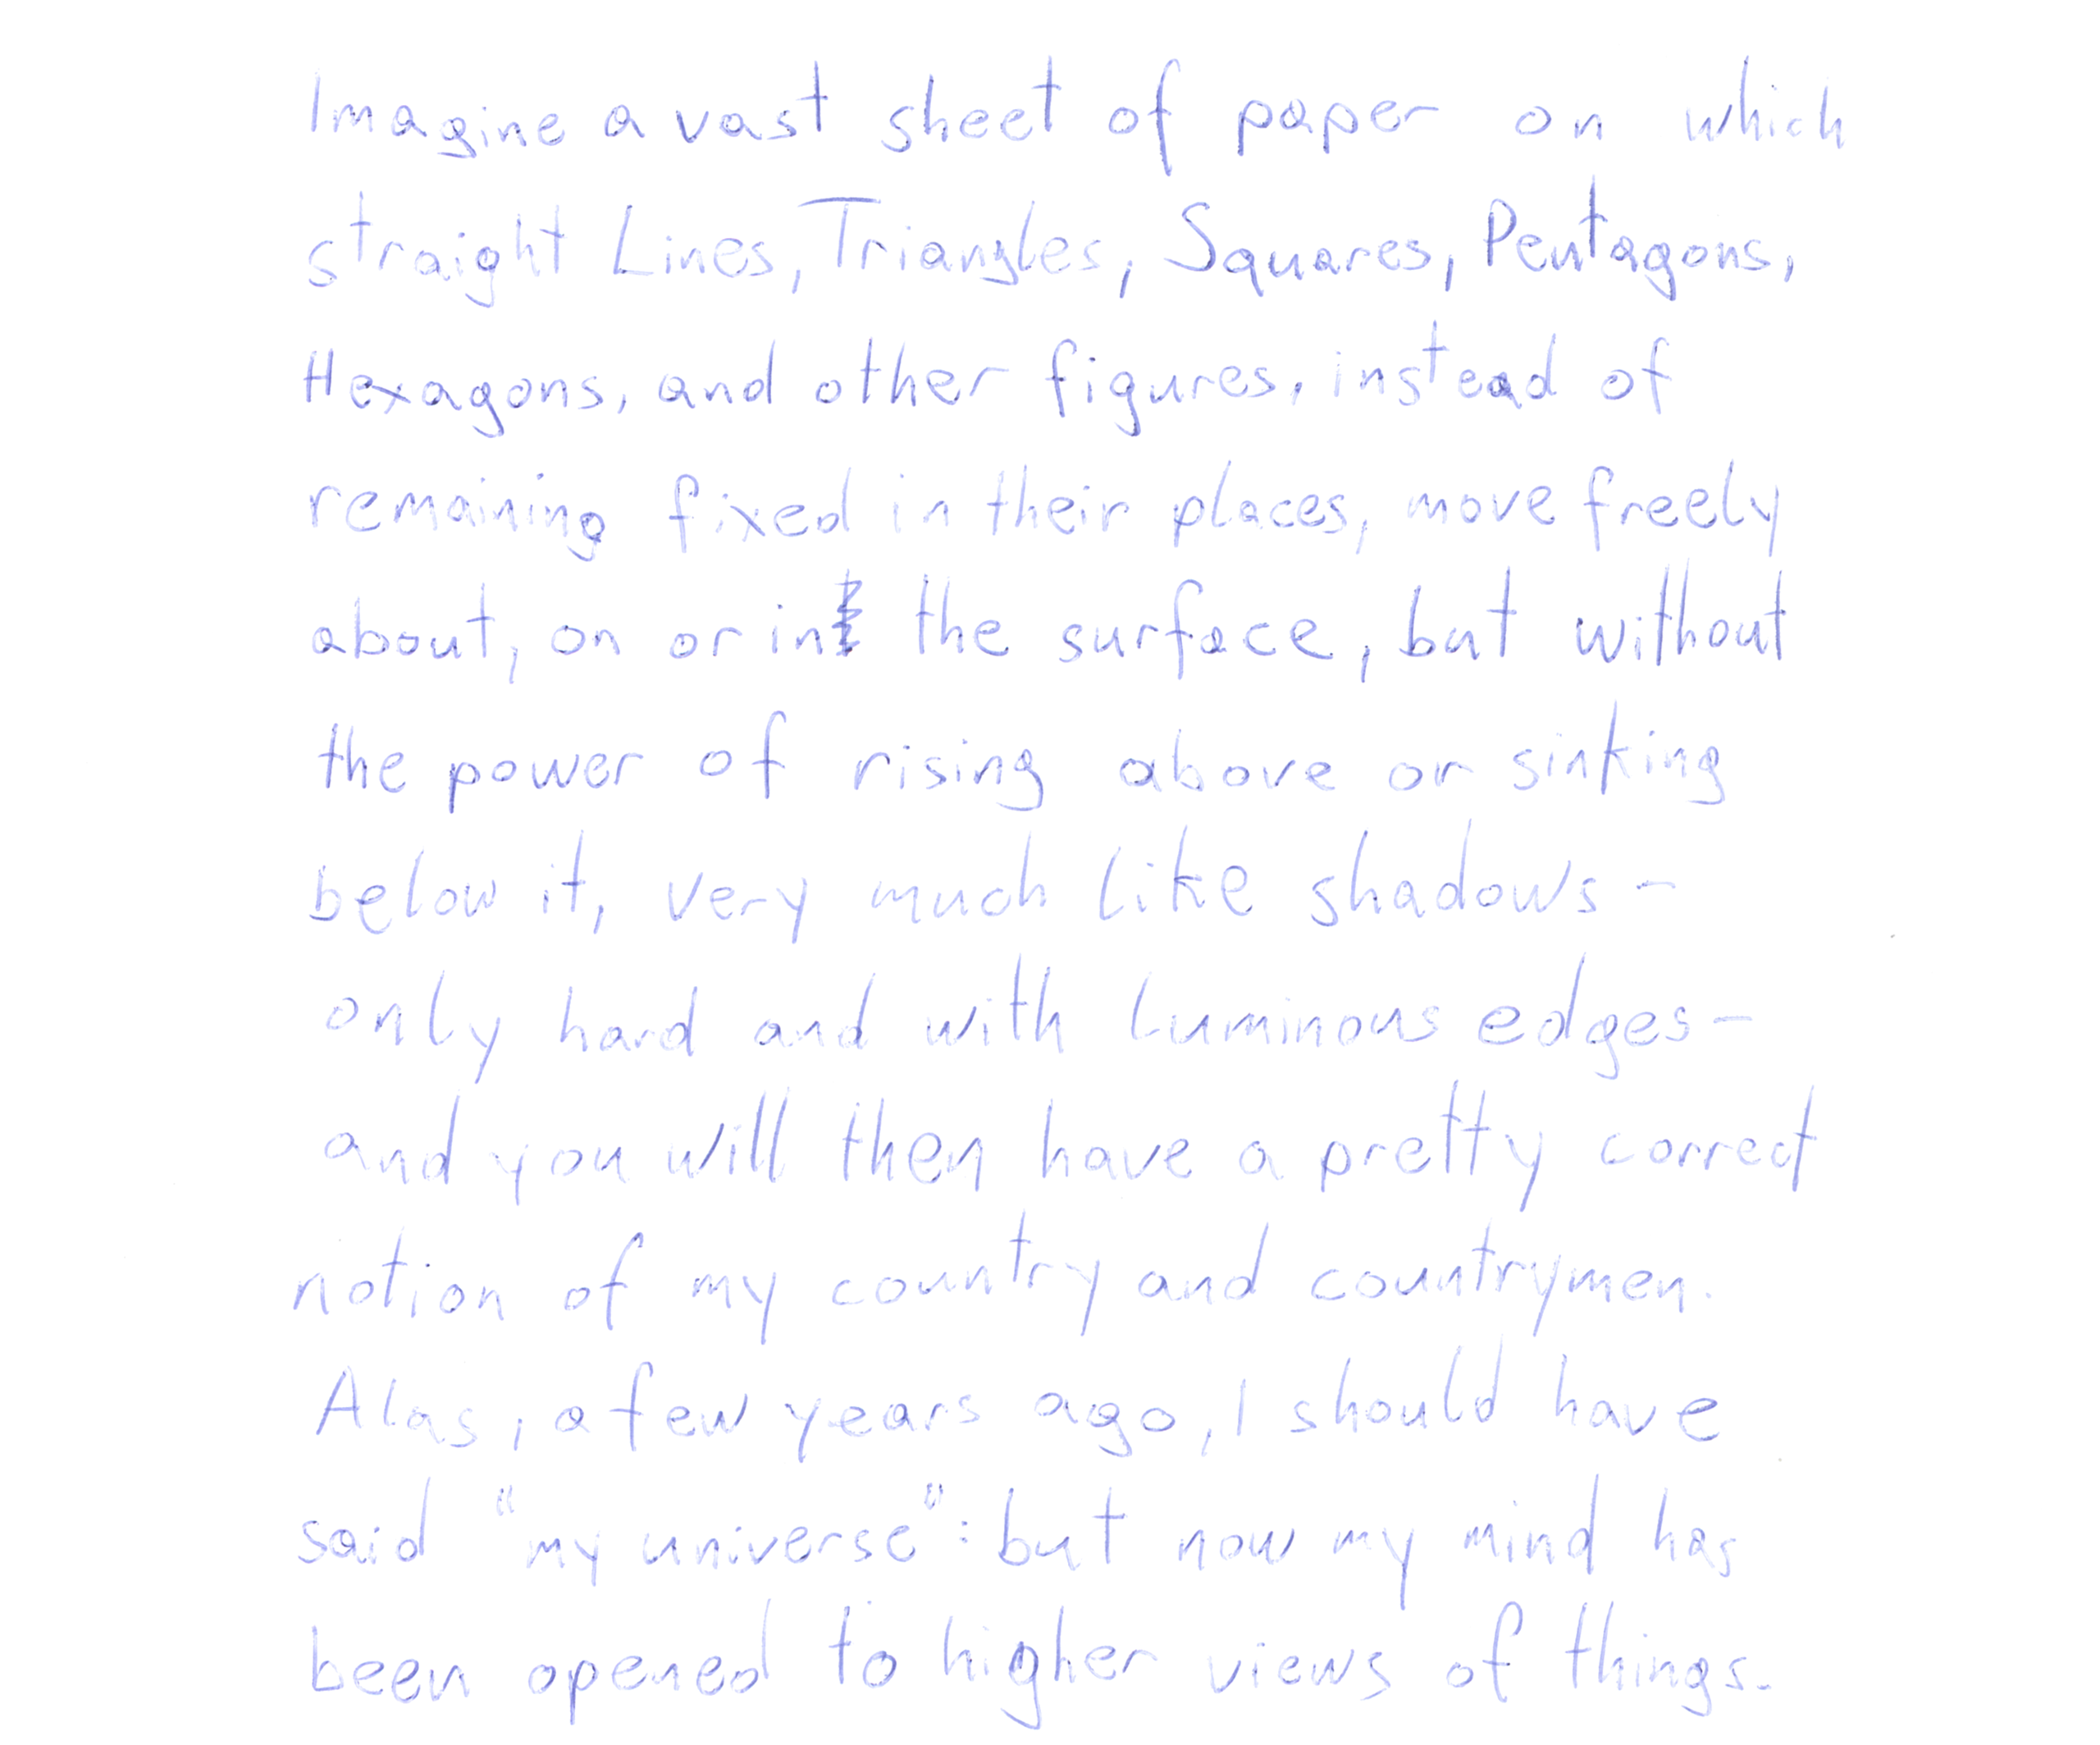 Imagine a vast sheet of paper on which
straight Lines, Triangles, Squares, Pentagons,
Hexagons, and other figures, instead of
remaining fixed in their places, move freely
about, on or in the surface, but without
the power of rising above or sinking
below it, very much like shadows -
only hard and with luminous edges -
and you will then have a pretty correct
notion of my country and countrymen.
Alas, a few years ago, I should have
said "my universe": but now my mind has
been opened to higher views of things.